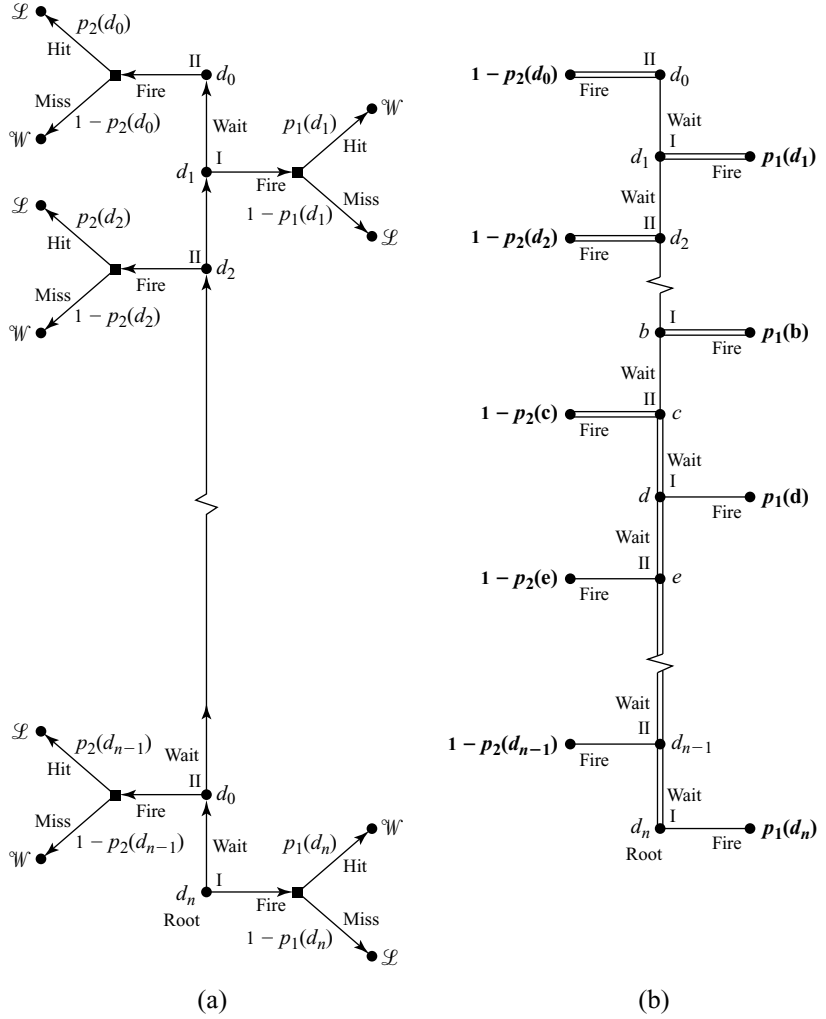 ℒ
p₂(d₀)
Hit
II
d₀
Fire
Miss
1 − p₂(d₀)
𝒲
Wait
p₁(d₁)
𝒲
Hit
d₁
I
Fire
Miss
1 − p₁(d₁)
ℒ
ℒ
p₂(d₂)
Hit
II
d₂
Fire
Miss
1 − p₂(d₂)
𝒲
ℒ
p₂(dₙ₋₁)
Hit
Wait
II
d₀
Fire
Miss
1 − p₂(dₙ₋₁)
𝒲
Wait
p₁(dₙ)
𝒲
Hit
dₙ
I
Root
Fire
Miss
1 − p₁(dₙ)
ℒ
(a)
1 − p₂(d₀)
II
d₀
Fire
Wait
I
d₁
p₁(d₁)
Fire
Wait
1 − p₂(d₂)
II
d₂
Fire
I
b
p₁(b)
Fire
Wait
1 − p₂(c)
II
c
Fire
Wait
I
d
p₁(d)
Fire
Wait
1 − p₂(e)
II
e
Fire
Wait
1 − p₂(dₙ₋₁)
II
dₙ₋₁
Fire
Wait
I
dₙ
p₁(dₙ)
Root
Fire
(b)